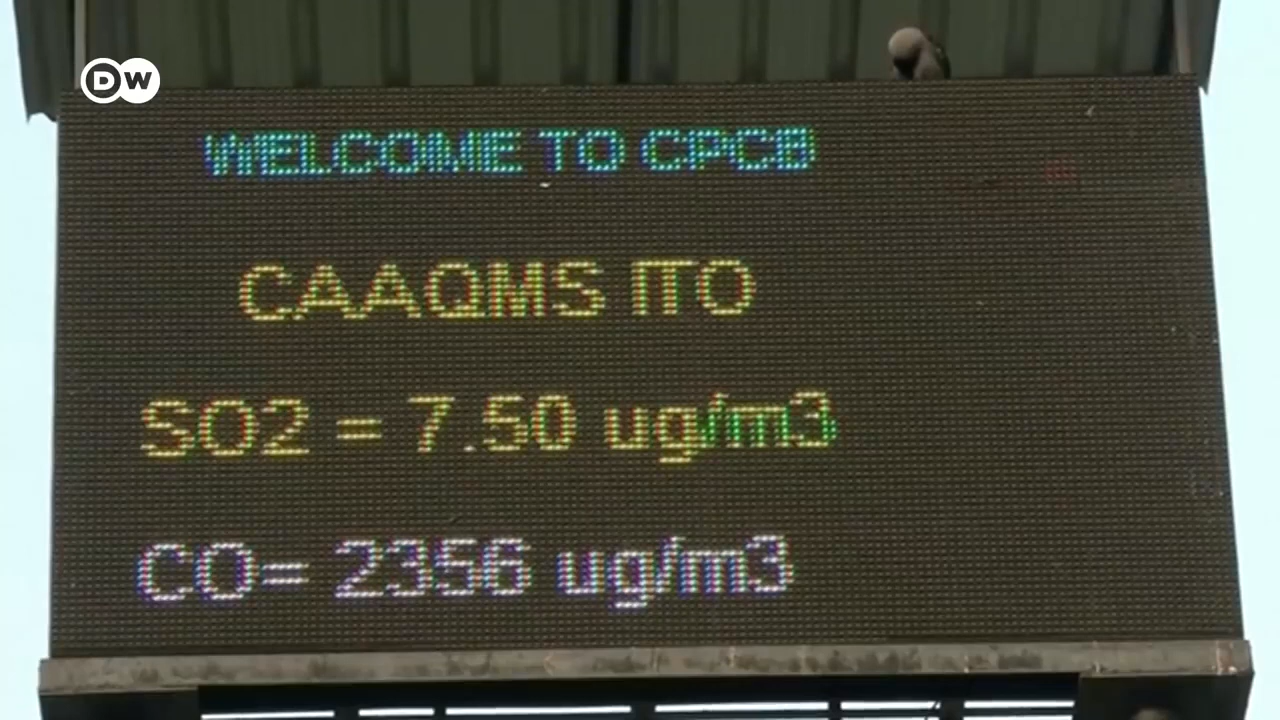 DW
WELCOME TO CPCB
CAAQMS ITO
SO2 = 7.50 ug/m3
CO= 2356 ug/m3